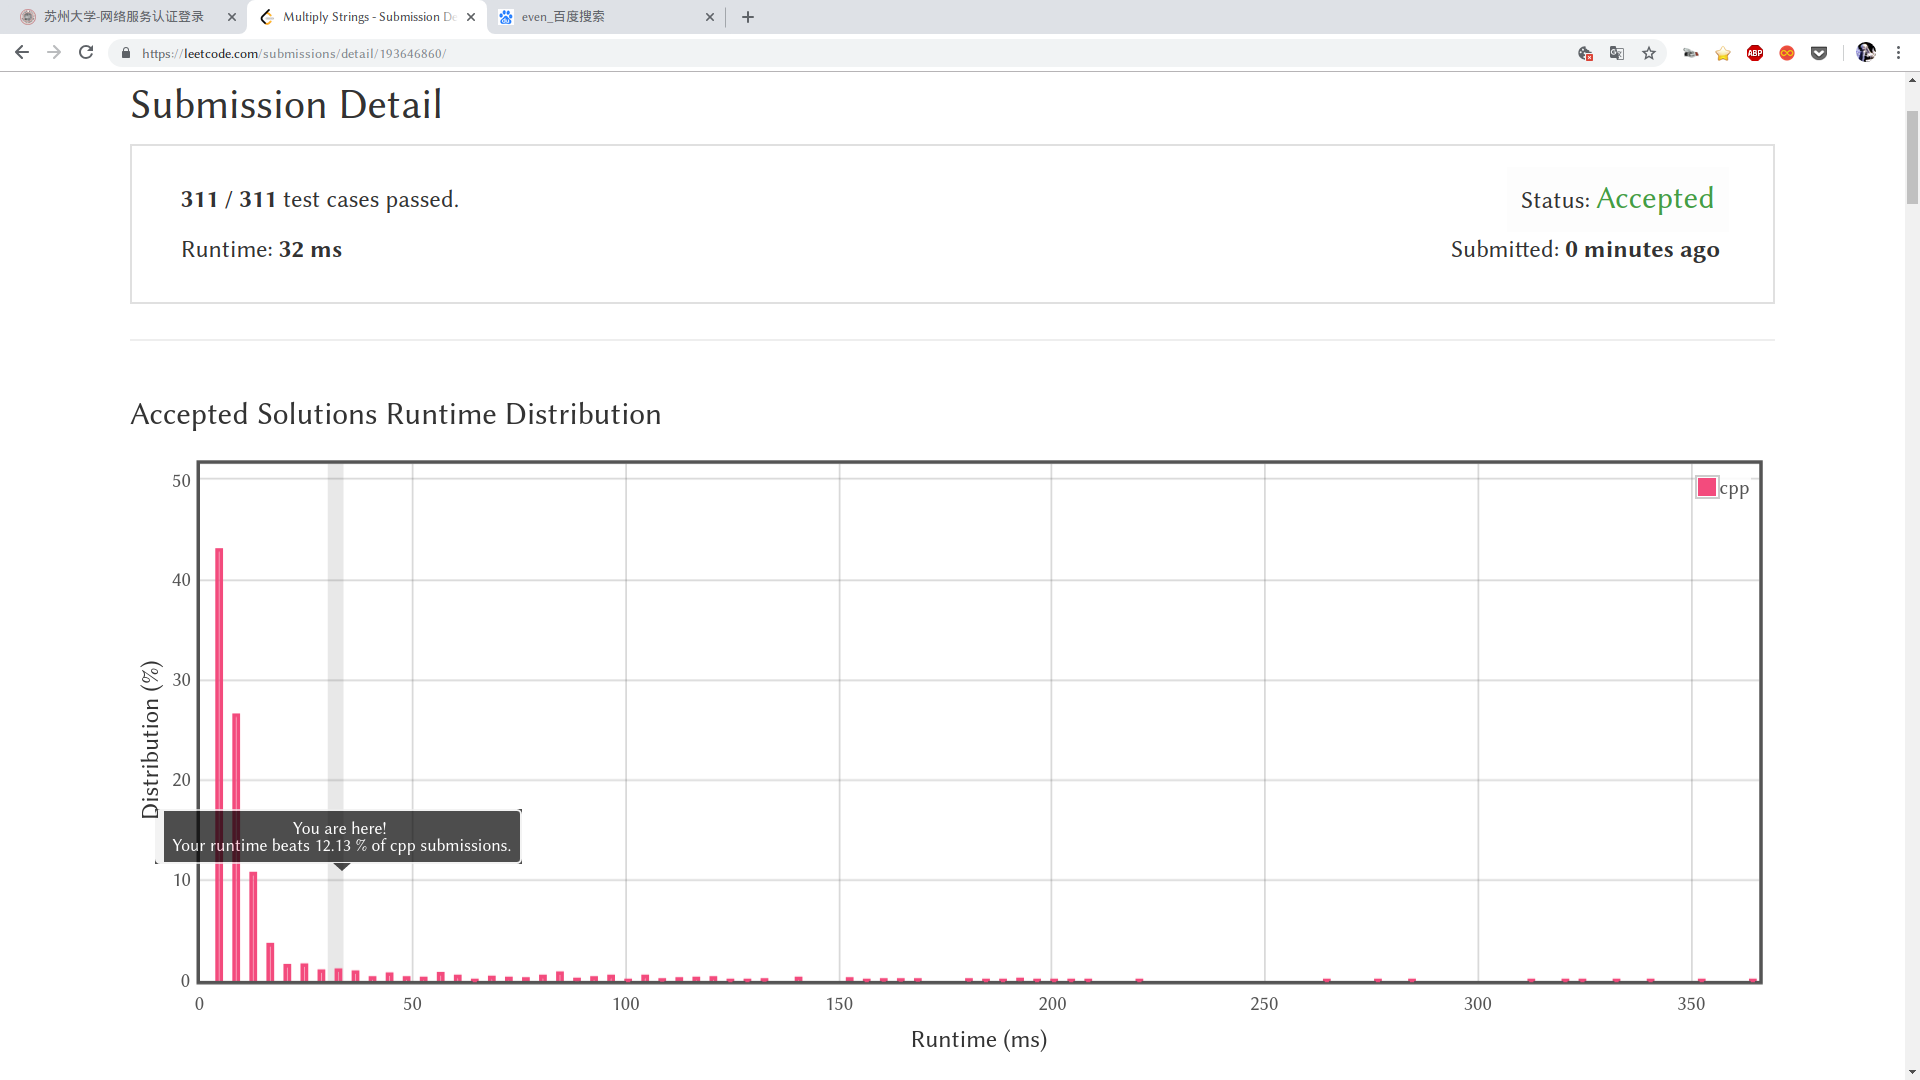 苏州大学-网络服务认证登录
Multiply Strings - Submission De
even_百度搜索
https://leetcode.com/submissions/detail/193646860/
ABP
Submission Detail
311 / 311 test cases passed.
Status: Accepted
Runtime: 32 ms
Submitted: 0 minutes ago
Accepted Solutions Runtime Distribution
cpp
50
40
30
20
10
0
Distribution (%)
You are here!
Your runtime beats 12.13 % of cpp submissions.
0 50 100 150 200 250 300 350
Runtime (ms)